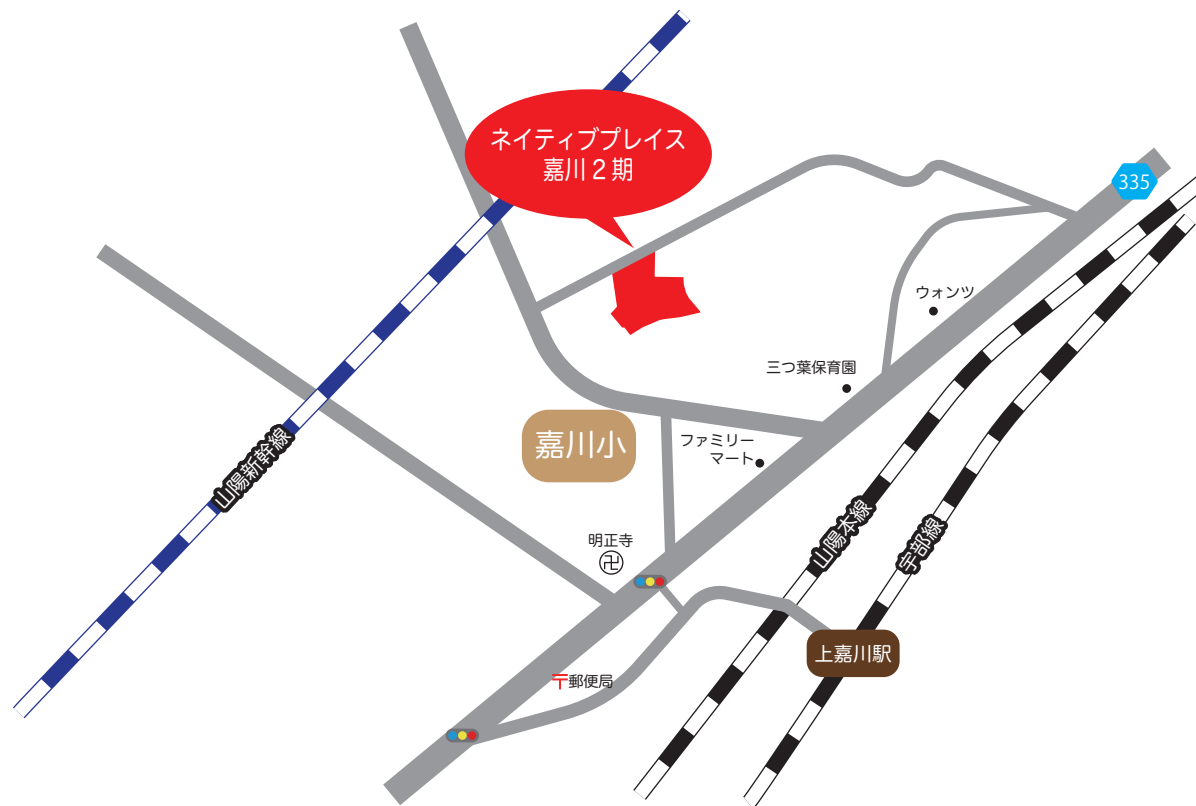 ネイティブプレイス
嘉川2期
335
ウォンツ
三つ葉保育園
嘉川小
ファミリー
マート
山陽新幹線
山陽本線
宇部線
明正寺
卍
上嘉川駅
〒郵便局